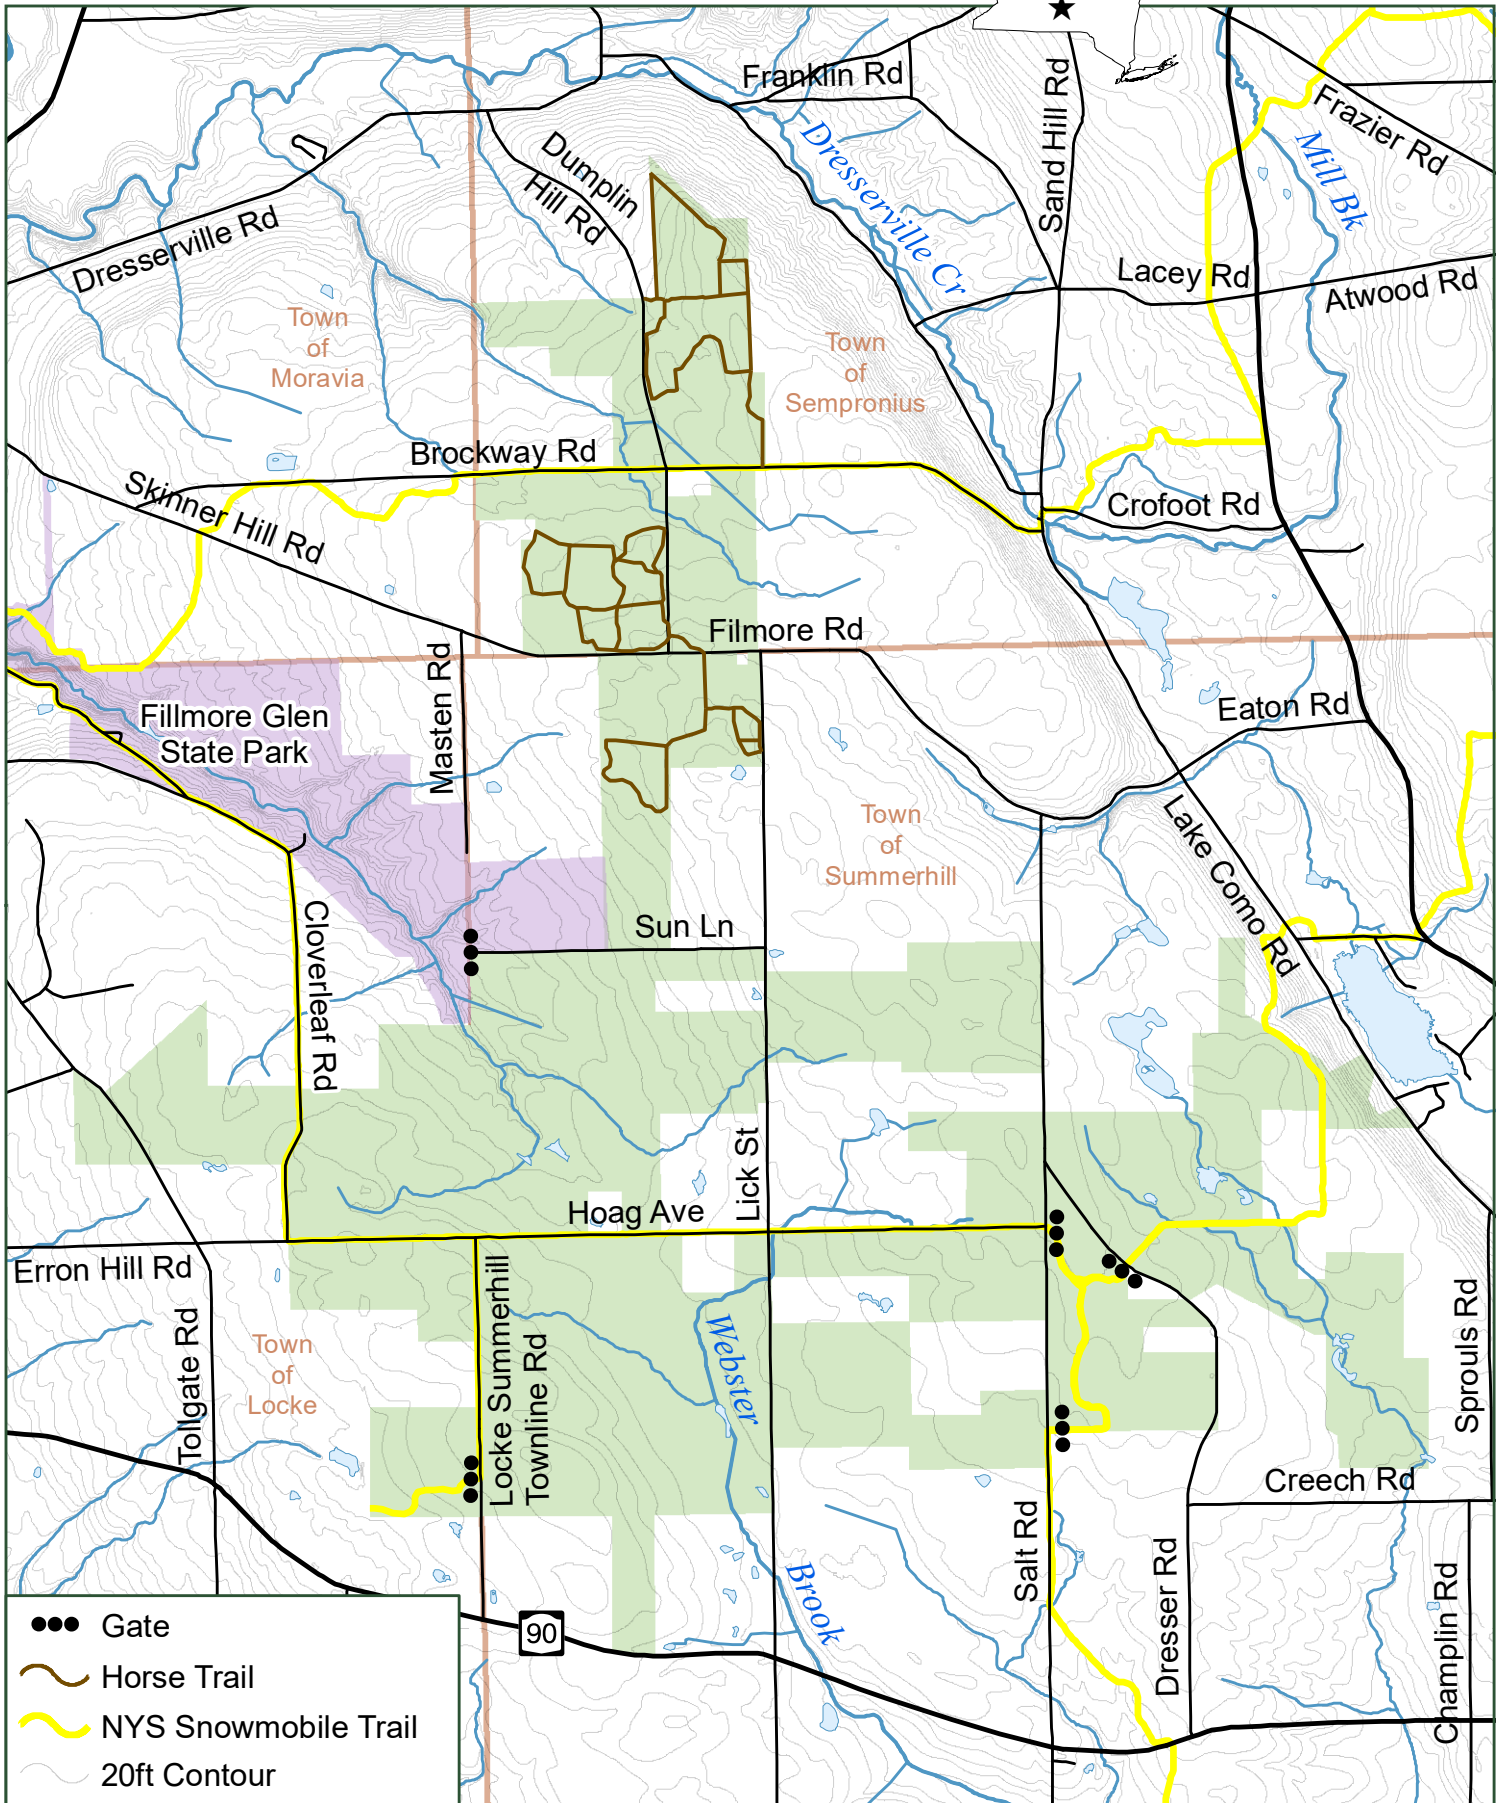 Franklin Rd
Sand Hill Rd
Frazier Rd
Mill Bk
Dumplin
Hill Rd
Dresserville Cr
Dresserville Rd
Lacey Rd
Atwood Rd
Town
of
Moravia
Town
of
Sempronius
Brockway Rd
Skinner Hill Rd
Crofoot Rd
Filmore Rd
Masten Rd
Fillmore Glen
State Park
Eaton Rd
Town
of
Summerhill
Lake Como Rd
Sun Ln
Cloverleaf Rd
Lick St
Hoag Ave
Erron Hill Rd
Tollgate Rd
Town
of
Locke
Locke Summerhill
Townline Rd
Webster
Brook
Sprouls Rd
Creech Rd
Salt Rd
Dresser Rd
Champlin Rd
90
Gate
Horse Trail
NYS Snowmobile Trail
20ft Contour